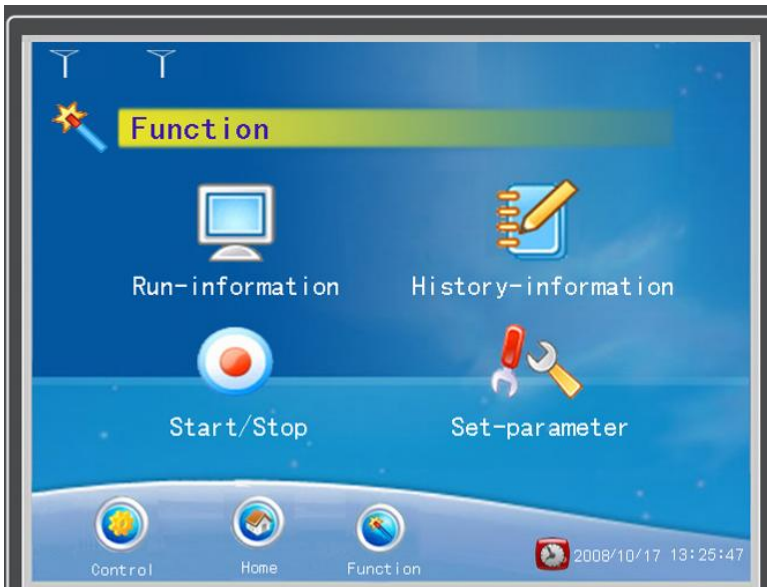 Function
Run-information History-information
Start/Stop Set-parameter
Control Home Function 2008/10/17 13:25:47